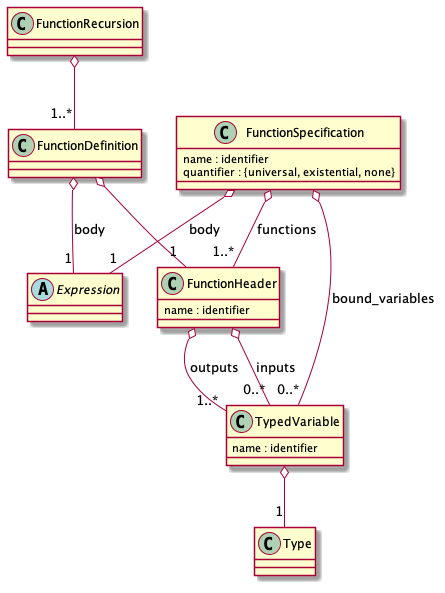 C FunctionRecursion
1..*
C FunctionDefinition
C FunctionSpecification
name : identifier
quantifier : {universal, existential, none}
body
1
body
1
1
functions
1..*
bound_variables
0..*
A Expression
C FunctionHeader
name : identifier
outputs
1..*
inputs
0..*
C TypedVariable
name : identifier
1
C Type